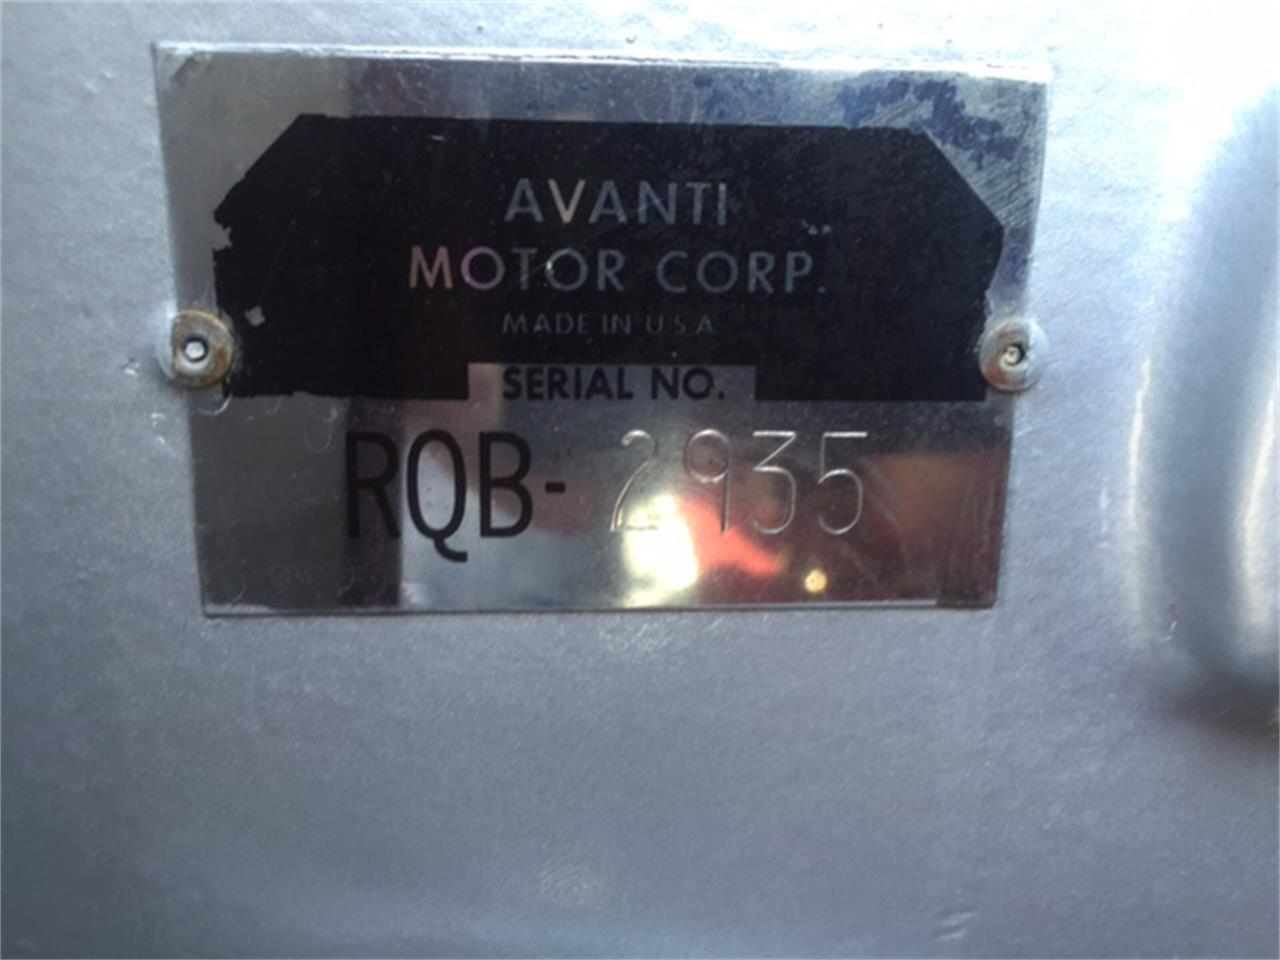 AVANTI
MOTOR CORP.
MADE IN U.S.A
SERIAL NO.
RQB- 2935